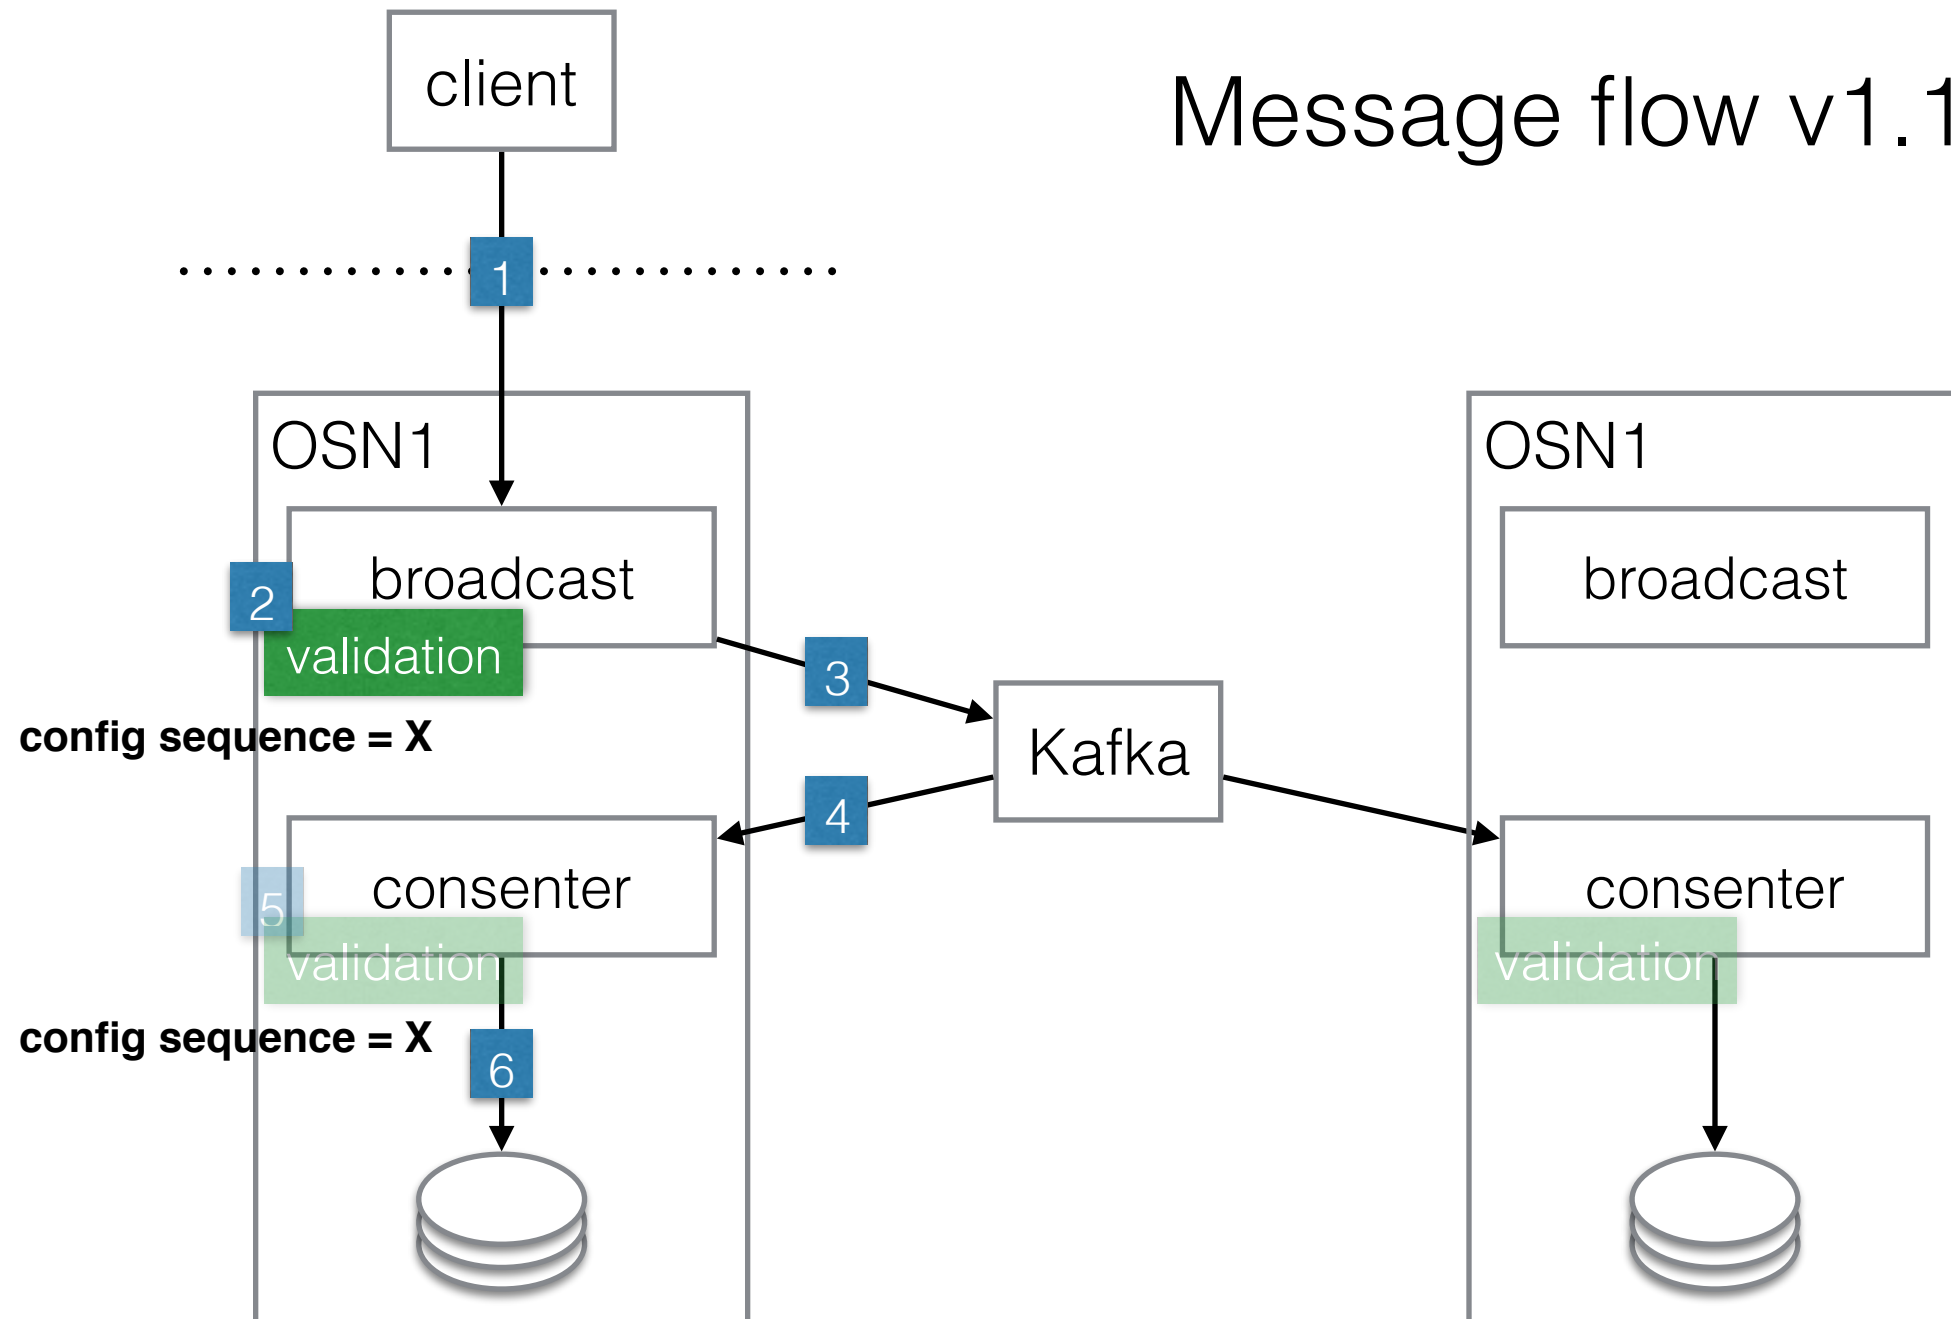 client
Message flow v1.1
1
OSN1
OSN1
broadcast
broadcast
2
validation
3
config sequence = X
Kafka
4
consenter
consenter
5
validation
validation
config sequence = X
6